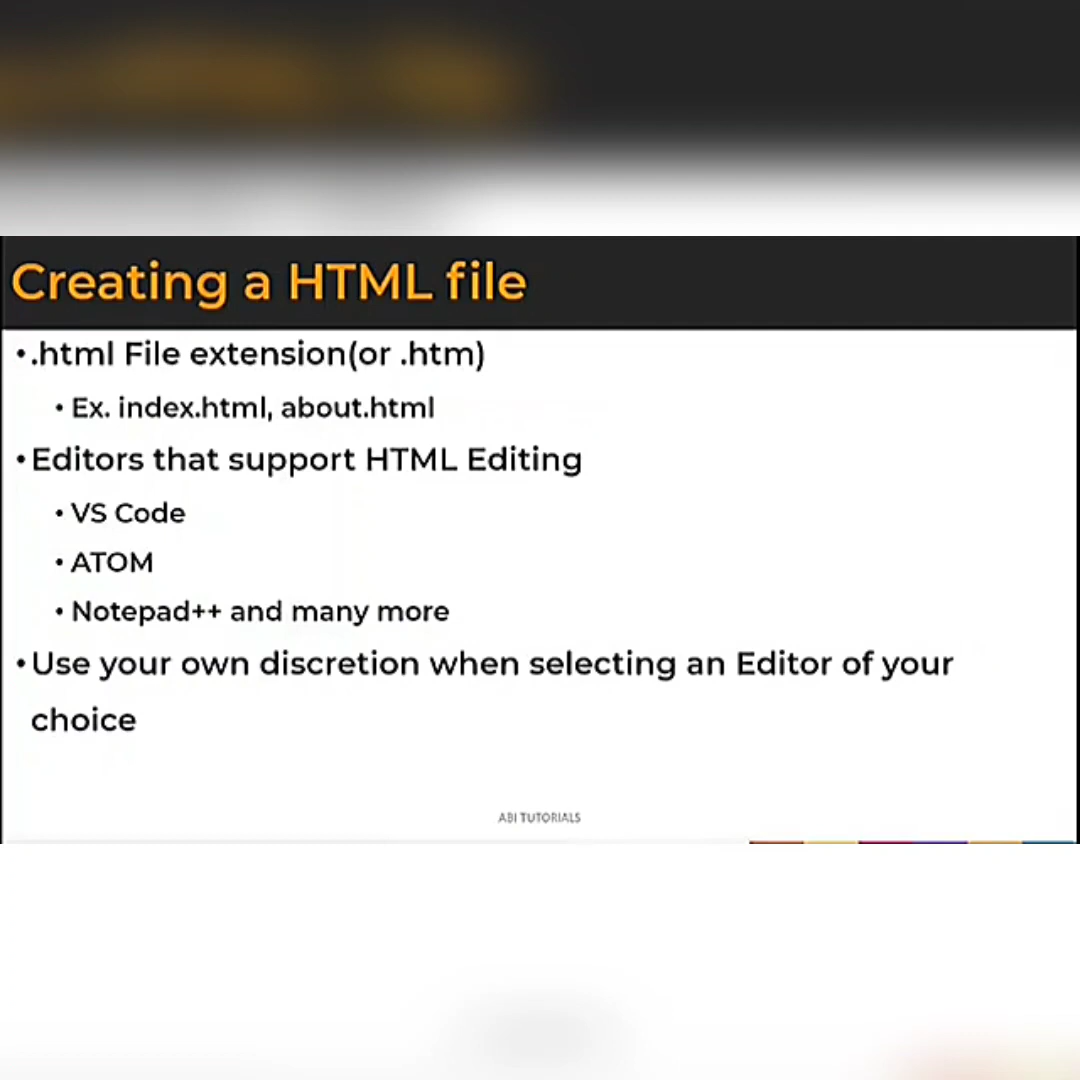 Creating a HTML file
•.html File extension(or .htm)
• Ex. index.html, about.html
•Editors that support HTML Editing
• VS Code
• ATOM
• Notepad++ and many more
•Use your own discretion when selecting an Editor of your
choice
ABI TUTORIALS